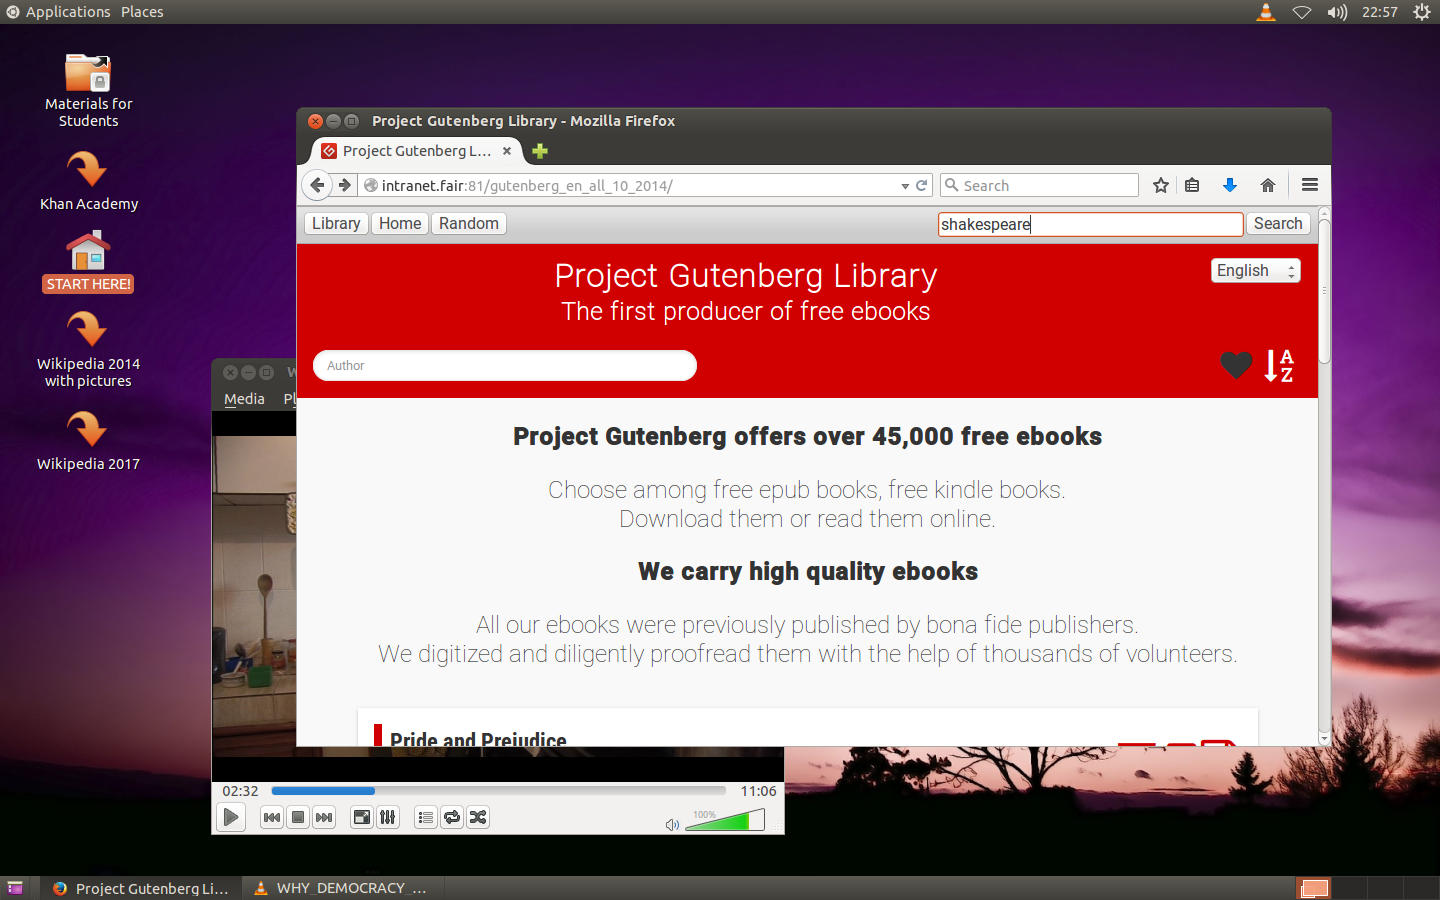 Applications Places
22:57
Materials for
Students
Khan Academy
START HERE!
Wikipedia 2014
with pictures
Wikipedia 2017
Project Gutenberg Library - Mozilla Firefox
Project Gutenberg L...
intranet.fair:81/gutenberg_en_all_10_2014/
Search
Library Home Random
shakespeare
Search
Project Gutenberg Library
The first producer of free ebooks
English
Author
A
Z
Project Gutenberg offers over 45,000 free ebooks
Choose among free epub books, free kindle books.
Download them or read them online.
We carry high quality ebooks
All our ebooks were previously published by bona fide publishers.
We digitized and diligently proofread them with the help of thousands of volunteers.
Pride and Prejudice
Media
02:32
11:06
100%
Project Gutenberg Li...
WHY_DEMOCRACY_...